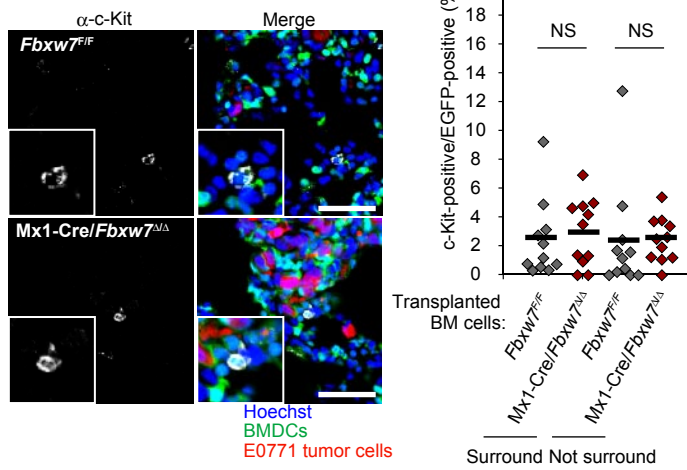 α-c-Kit Merge
Fbxw7F/F
Mx1-Cre/FbxwΔ/Δ
Hoechst
BMDCs
E0771 tumor cells
c-Kit-positive/EGFP-positive (%
NS NS
18
16
14
12
10
8
6
4
2
0
Transplanted
BM cells:
Fbxw7F/F
Mx1-Cre/Fbxw7Δ/Δ
Fbxw7F/F
Mx1-Cre/Fbxw7Δ/Δ
Surround Not surround